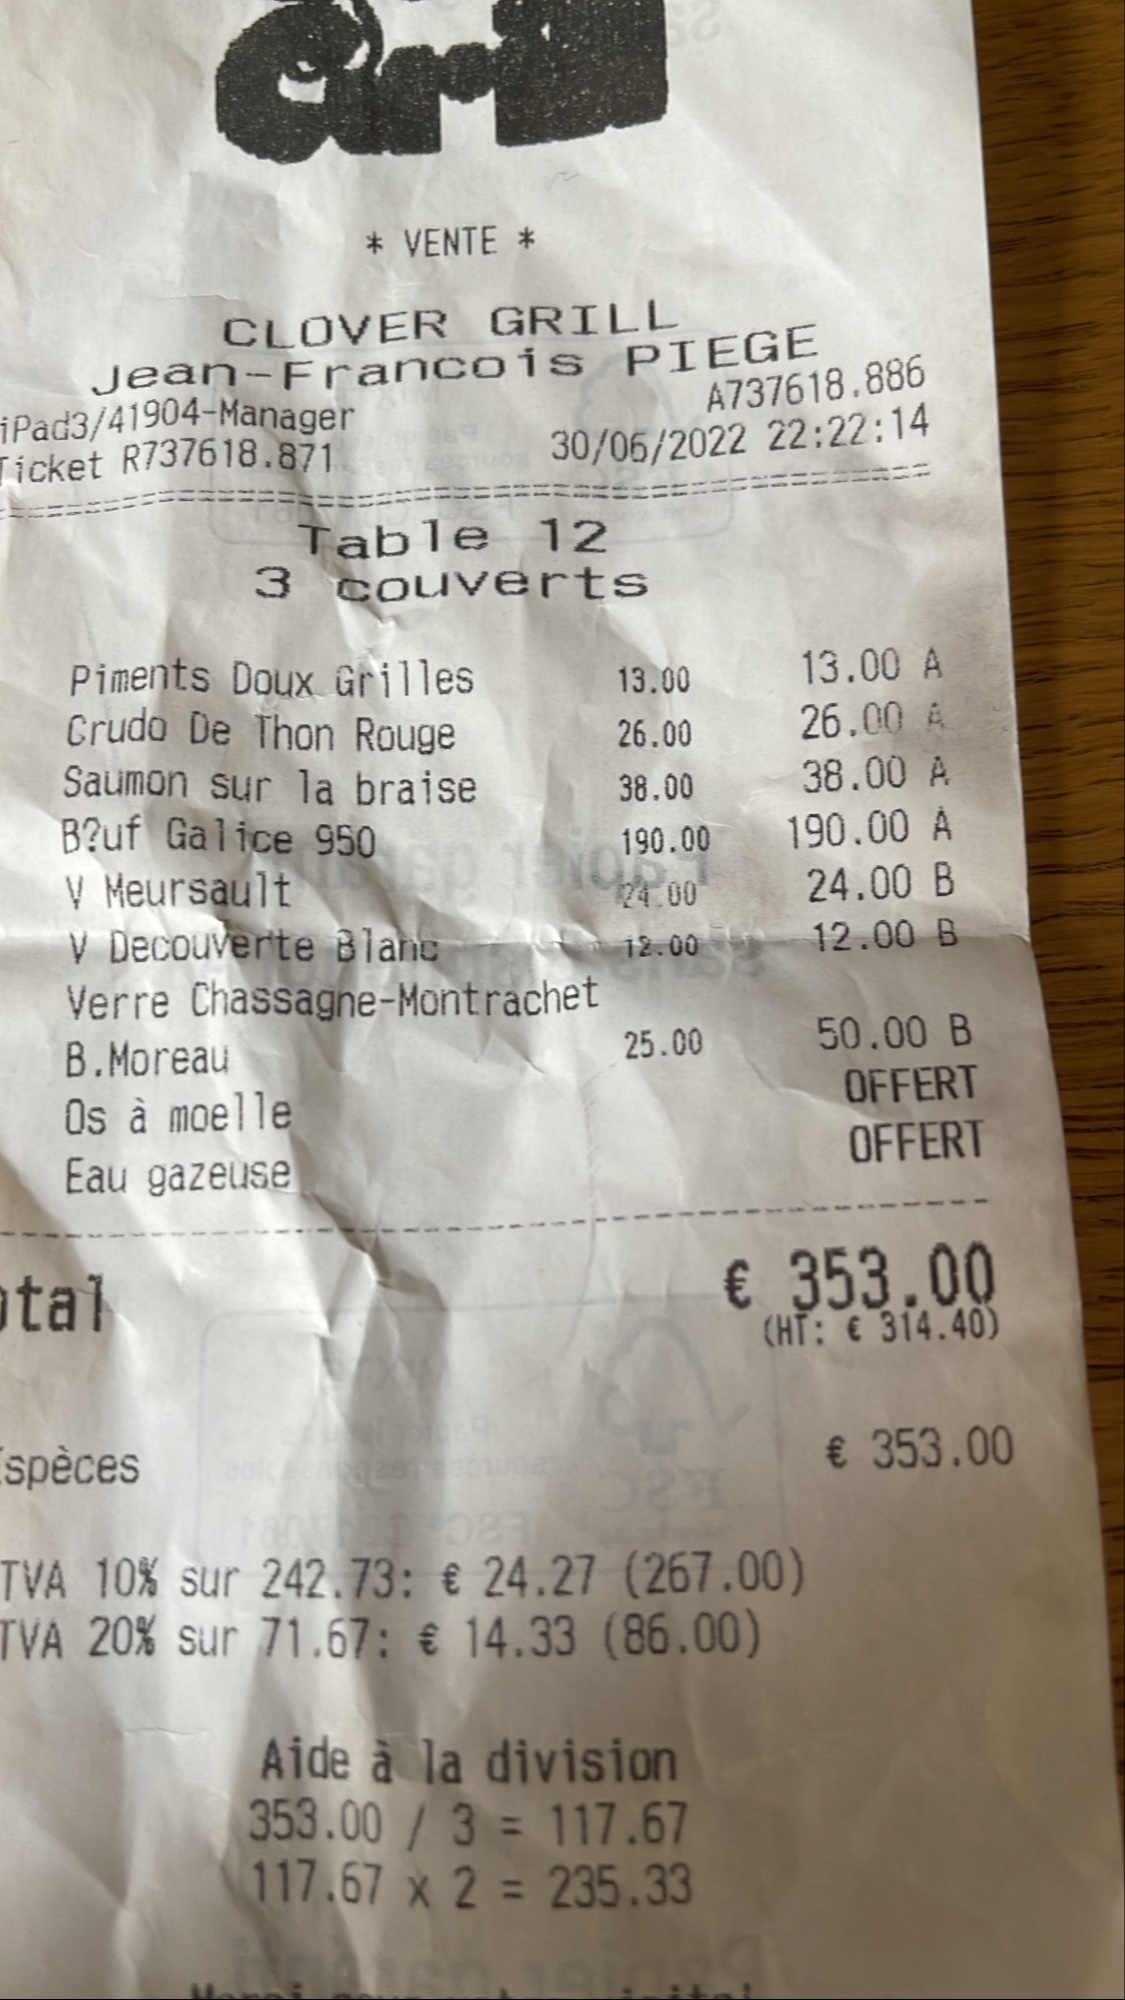 Grill
* VENTE *
CLOVER GRILL
Jean-Francois PIEGE
iPad3/41904-Manager A737618.886
Ticket R737618.871 30/06/2022 22:22:14
Table 12
3 couverts
Piments Doux Grilles 13.00 13.00 A
Crudo De Thon Rouge 26.00 26.00 A
Saumon sur la braise 38.00 38.00 A
B?uf Galice 950 190.00 190.00 A
V Meursault 24.00 24.00 B
V Decouverte Blanc 12.00 12.00 B
Verre Chassagne-Montrachet
B.Moreau 25.00 50.00 B
Os à moelle OFFERT
Eau gazeuse OFFERT
otal € 353.00
(HT: € 314.40)
Espèces € 353.00
TVA 10% sur 242.73: € 24.27 (267.00)
TVA 20% sur 71.67: € 14.33 (86.00)
Aide à la division
353.00 / 3 = 117.67
117.67 x 2 = 235.33